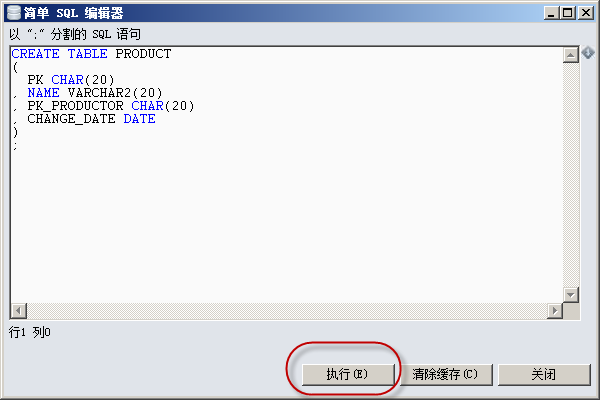 简单 SQL 编辑器
以 ";" 分割的 SQL 语句
CREATE TABLE PRODUCT
(
  PK CHAR(20)
, NAME VARCHAR2(20)
, PK_PRODUCTOR CHAR(20)
, CHANGE_DATE DATE
)
;
行1 列0
执行(E) 清除缓存(C) 关闭